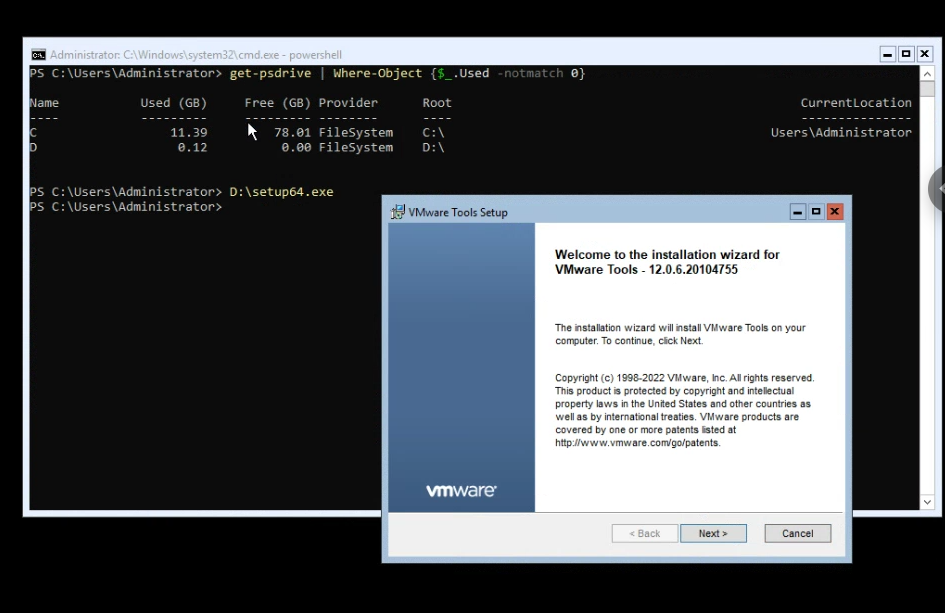 Administrator: C:\Windows\system32\cmd.exe - powershell
PS C:\Users\Administrator> get-psdrive | Where-Object {$_.Used -notmatch 0}
Name Used (GB) Free (GB) Provider Root CurrentLocation
---- --------- --------- -------- ---- ---------------
C 11.39 78.01 FileSystem C:\ Users\Administrator
D 0.12 0.00 FileSystem D:\
PS C:\Users\Administrator> D:\setup64.exe
PS C:\Users\Administrator>
VMware Tools Setup
Welcome to the installation wizard for
VMware Tools - 12.0.6.20104755
The installation wizard will install VMware Tools on your
computer. To continue, click Next.
Copyright (c) 1998-2022 VMware, Inc. All rights reserved.
This product is protected by copyright and intellectual
property laws in the United States and other countries as
well as by international treaties. VMware products are
covered by one or more patents listed at
http://www.vmware.com/go/patents.
vmware®
< Back Next > Cancel